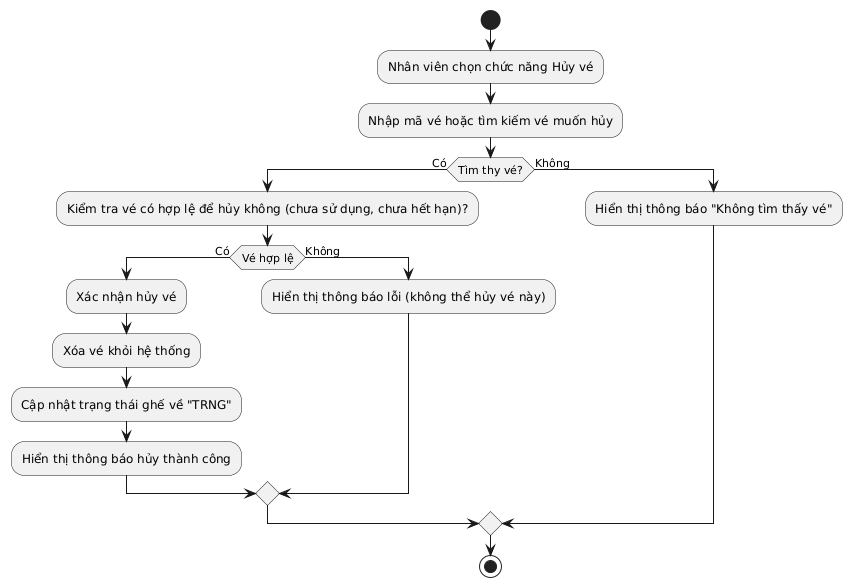 Nhân viên chọn chức năng Hủy vé
Nhập mã vé hoặc tìm kiếm vé muốn hủy
Có
Tìm thy vé?
Không
Kiểm tra vé có hợp lệ để hủy không (chưa sử dụng, chưa hết hạn)?
Hiển thị thông báo "Không tìm thấy vé"
Có
Vé hợp lệ
Không
Xác nhận hủy vé
Hiển thị thông báo lỗi (không thể hủy vé này)
Xóa vé khỏi hệ thống
Cập nhật trạng thái ghế về "TRNG"
Hiển thị thông báo hủy thành công